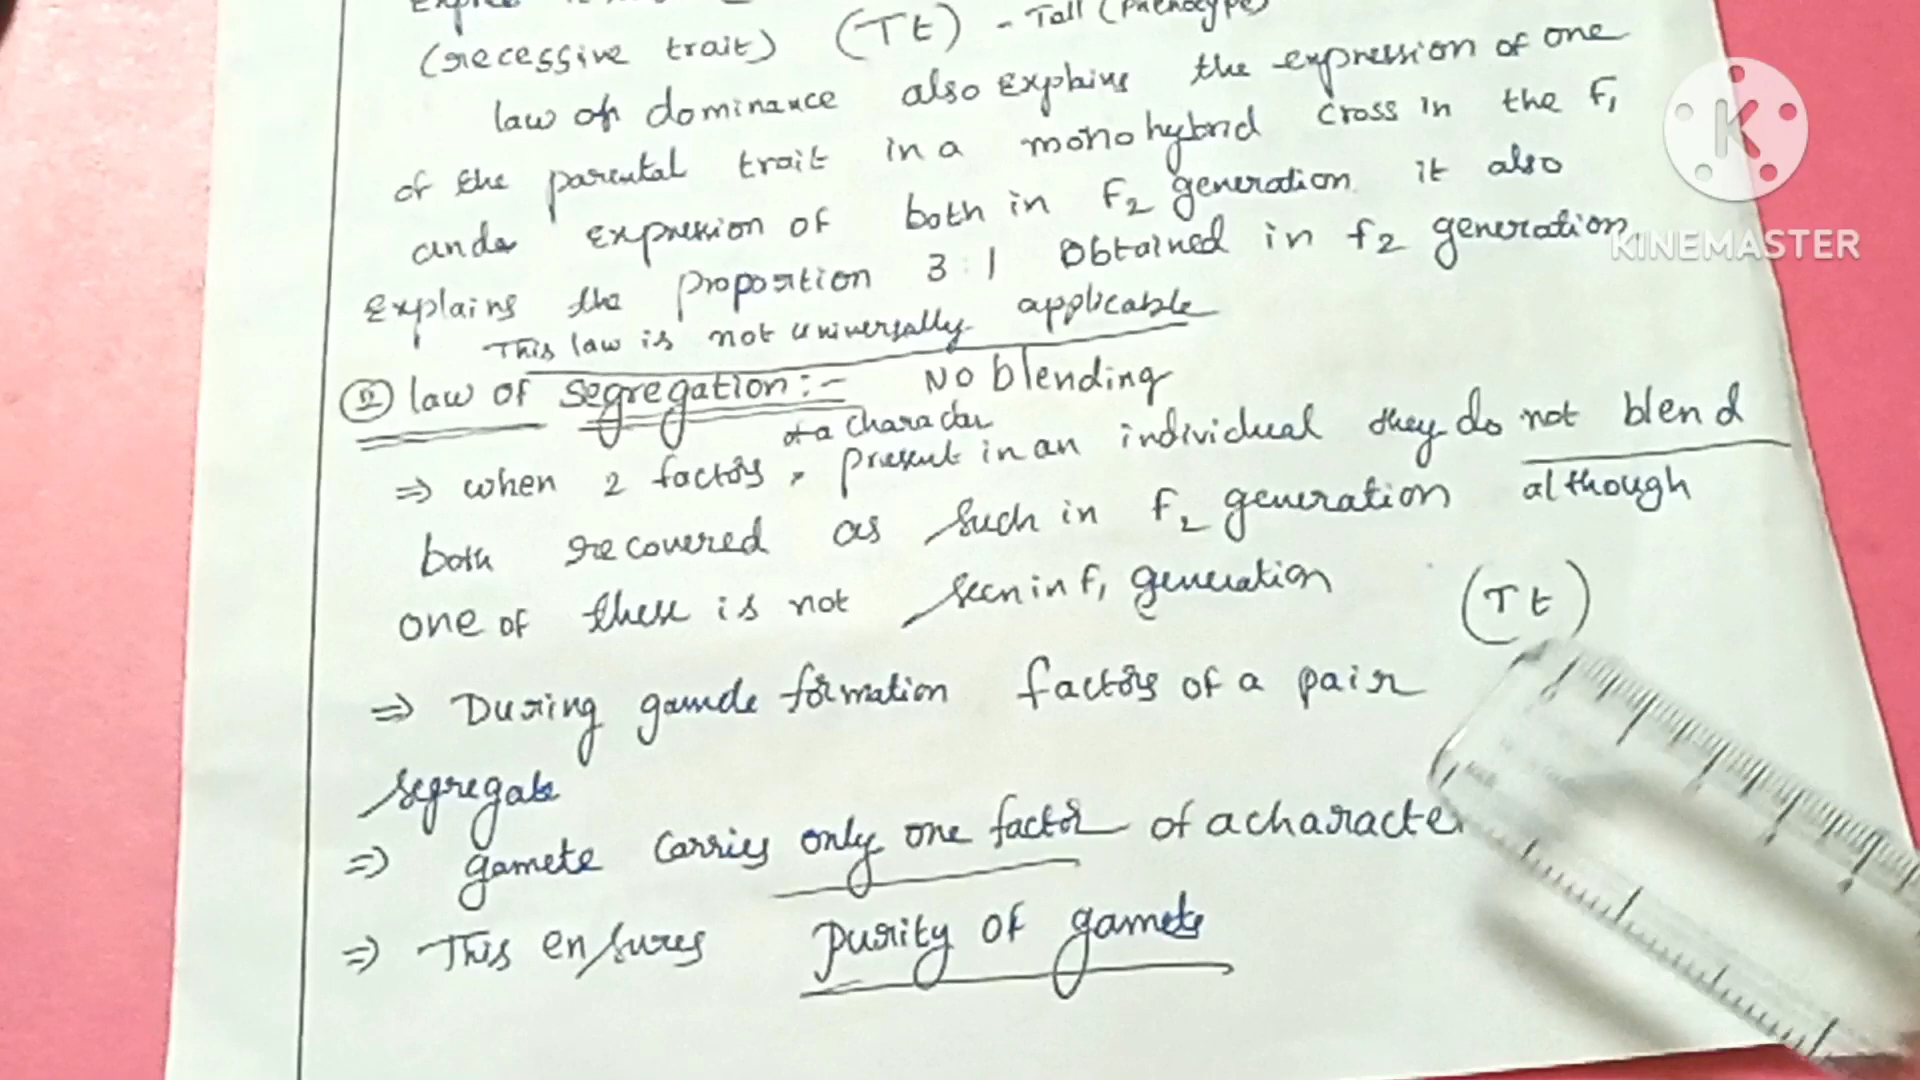 (recessive trait) (Tt) - Tall (Phenotype)
law of dominance also explains the expression of one
of the parental trait in a monohybrid cross in the F1
and expression of both in F2 generation it also
explains the proportion 3:1 obtained in f2 generation.
This law is not universally applicable
② law of segregation:- No blending
of a character
⇒ when 2 factors, present in an individual they do not blend
both recovered as such in F2 generation although
one of these is not seen in F1 generation (Tt)
⇒ During gamete formation factors of a pair
segregate
⇒ gamete carries only one factor of a character
⇒ This ensures purity of gamete
K
KINEMASTER